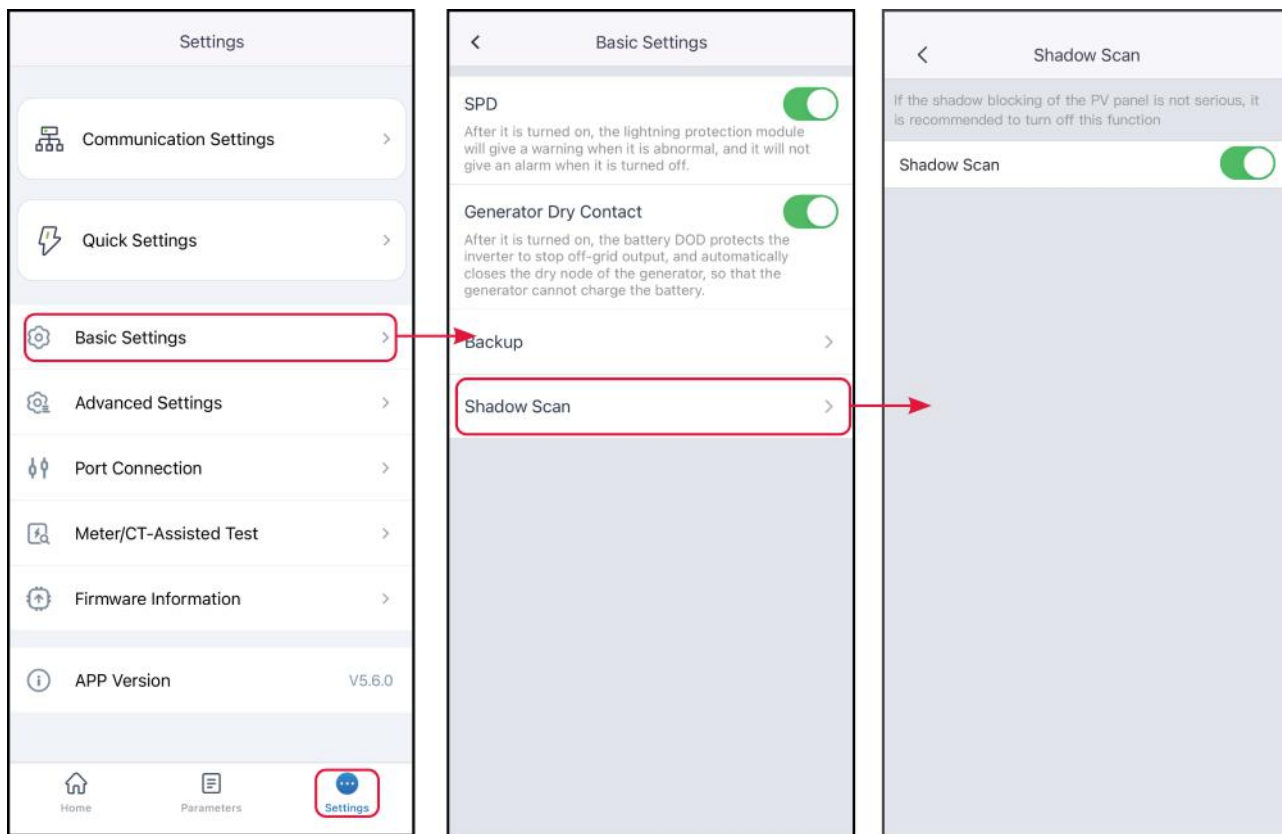 Settings
Communication Settings
Quick Settings
Basic Settings
Advanced Settings
Port Connection
Meter/CT-Assisted Test
Firmware Information
APP Version V5.6.0
Home Parameters Settings
Basic Settings
SPD
After it is turned on, the lightning protection module
will give a warning when it is abnormal, and it will not
give an alarm when it is turned off.
Generator Dry Contact
After it is turned on, the battery DOD protects the
inverter to stop off-grid output, and automatically
closes the dry node of the generator, so that the
generator cannot charge the battery.
Backup
Shadow Scan
Shadow Scan
If the shadow blocking of the PV panel is not serious, it
is recommended to turn off this function
Shadow Scan